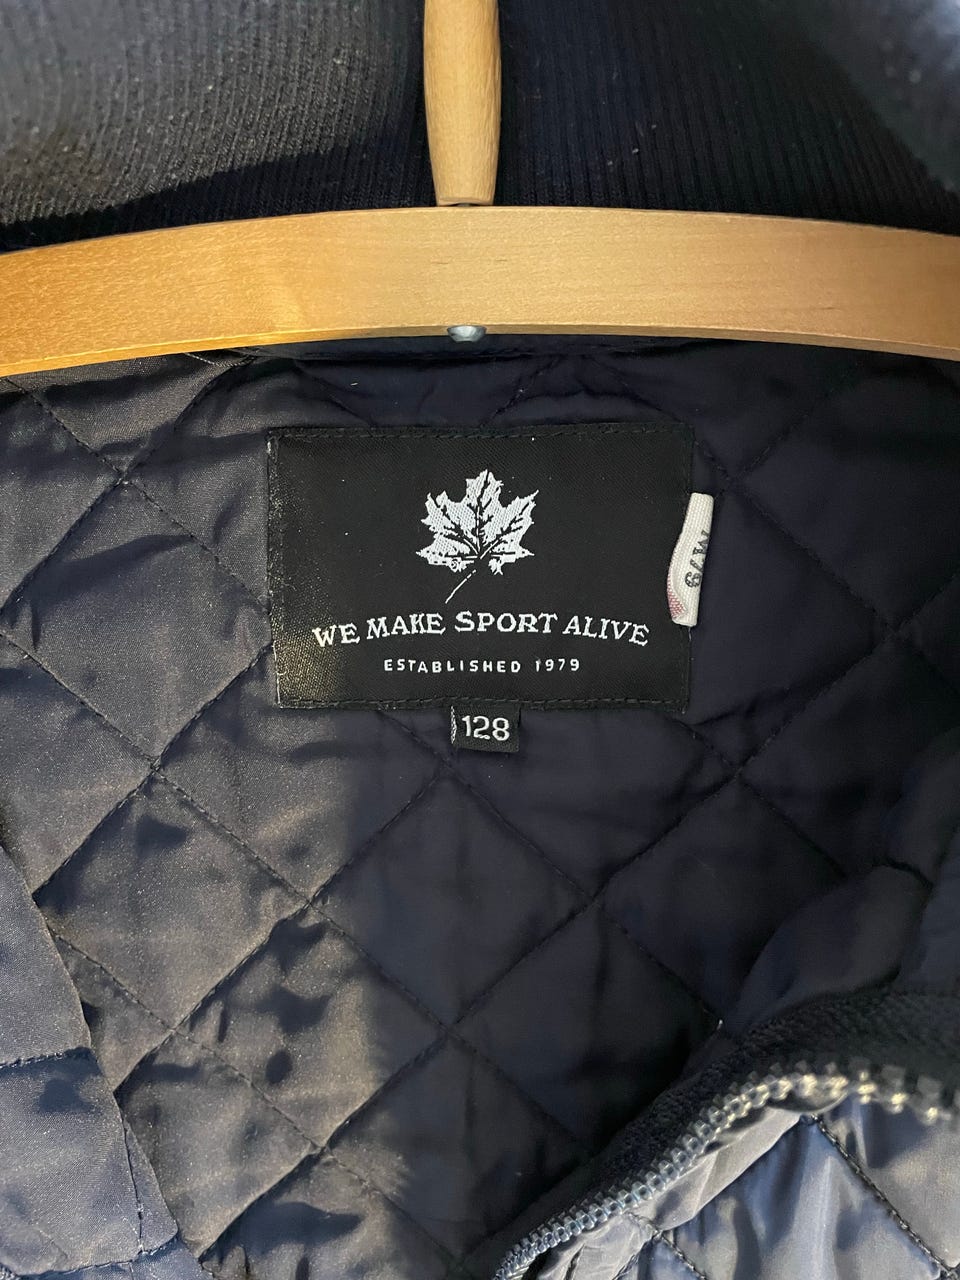 WE MAKE SPORT ALIVE
ESTABLISHED 1979
128